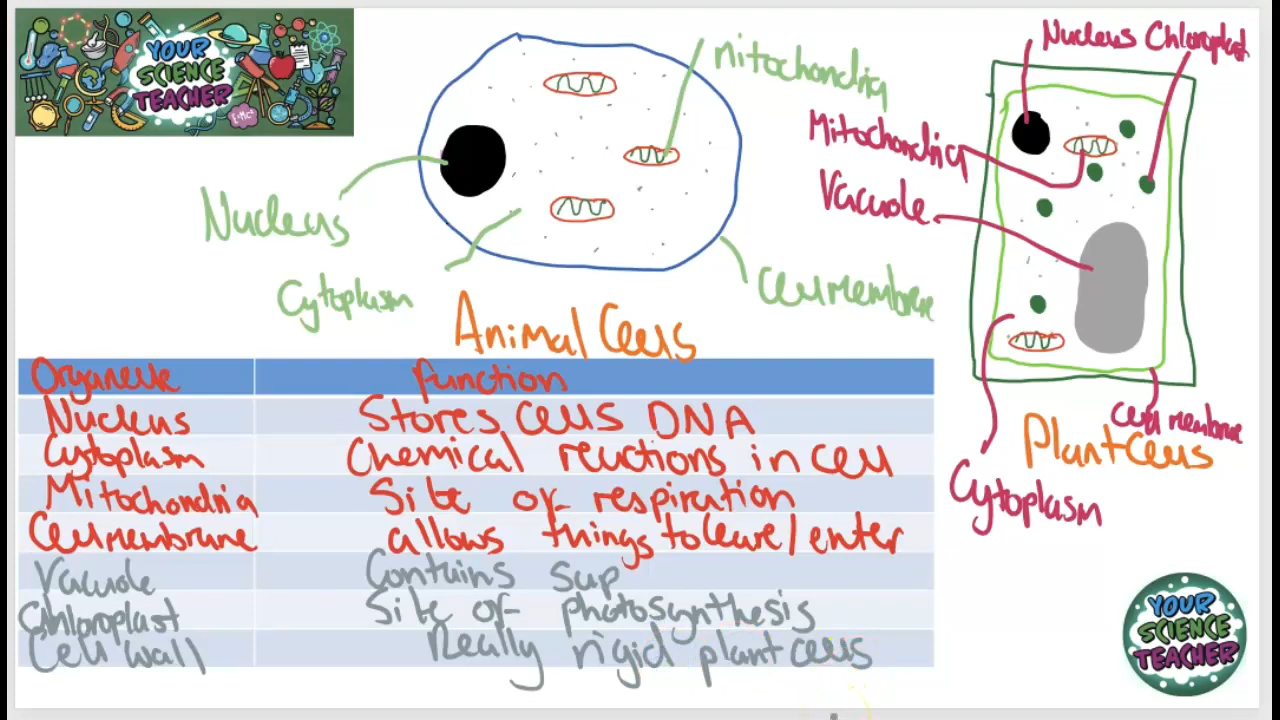 YOUR
SCIENCE
TEACHER
E=MC²
Mitochondria
Nucleus
Cytoplasm
Cell membrane
Animal Cells
Nucleus Chloroplast
Mitochondria
Vacuole
Cell membrane
Plant Cells
Cytoplasm
Organelle Function
Nucleus Stores Cells DNA
Cytoplasm Chemical reactions in cell
Mitochondria Site of respiration
Cell membrane allows things to leave/enter
Vacuole Contains sap
Chloroplast Site of photosynthesis
Cell wall Really rigid plant cells
YOUR
SCIENCE
TEACHER